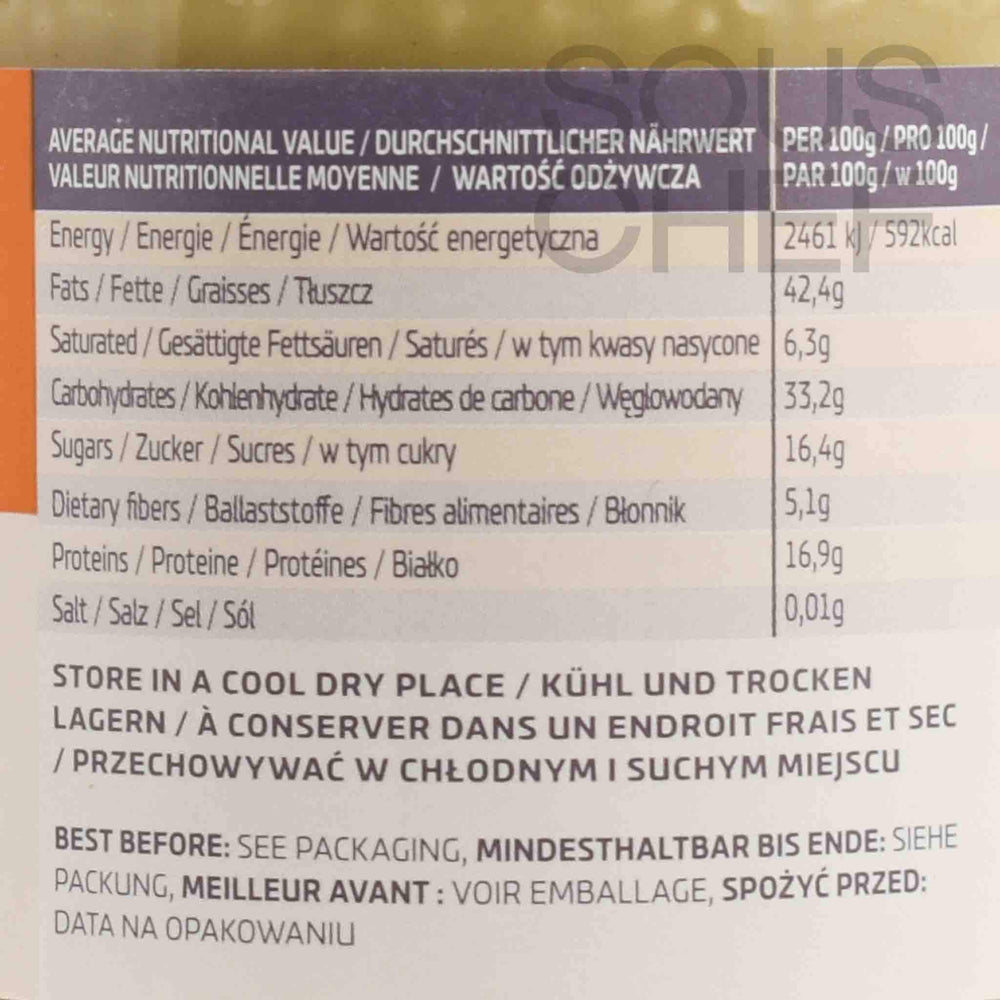 SOUS
CHEF
AVERAGE NUTRITIONAL VALUE / DURCHSCHNITTLICHER NÄHRWERT PER 100g / PRO 100g /
VALEUR NUTRITIONNELLE MOYENNE / WARTOŚĆ ODŻYWCZA PAR 100g / w 100g
Energy / Energie / Énergie / Wartość energetyczna 2461 kJ / 592kcal
Fats / Fette / Graisses / Tłuszcz 42,4g
Saturated / Gesättigte Fettsäuren / Saturés / w tym kwasy nasycone 6,3g
Carbohydrates / Kohlenhydrate / Hydrates de carbone / Węglowodany 33,2g
Sugars / Zucker / Sucres / w tym cukry 16,4g
Dietary fibers / Ballaststoffe / Fibres alimentaires / Błonnik 5,1g
Proteins / Proteine / Protéines / Białko 16,9g
Salt / Salz / Sel / Sól 0,01g
STORE IN A COOL DRY PLACE / KÜHL UND TROCKEN
LAGERN / À CONSERVER DANS UN ENDROIT FRAIS ET SEC
/ PRZECHOWYWAĆ W CHŁODNYM I SUCHYM MIEJSCU
BEST BEFORE: SEE PACKAGING, MINDESTHALTBAR BIS ENDE: SIEHE
PACKUNG, MEILLEUR AVANT : VOIR EMBALLAGE, SPOŻYĆ PRZED:
DATA NA OPAKOWANIU